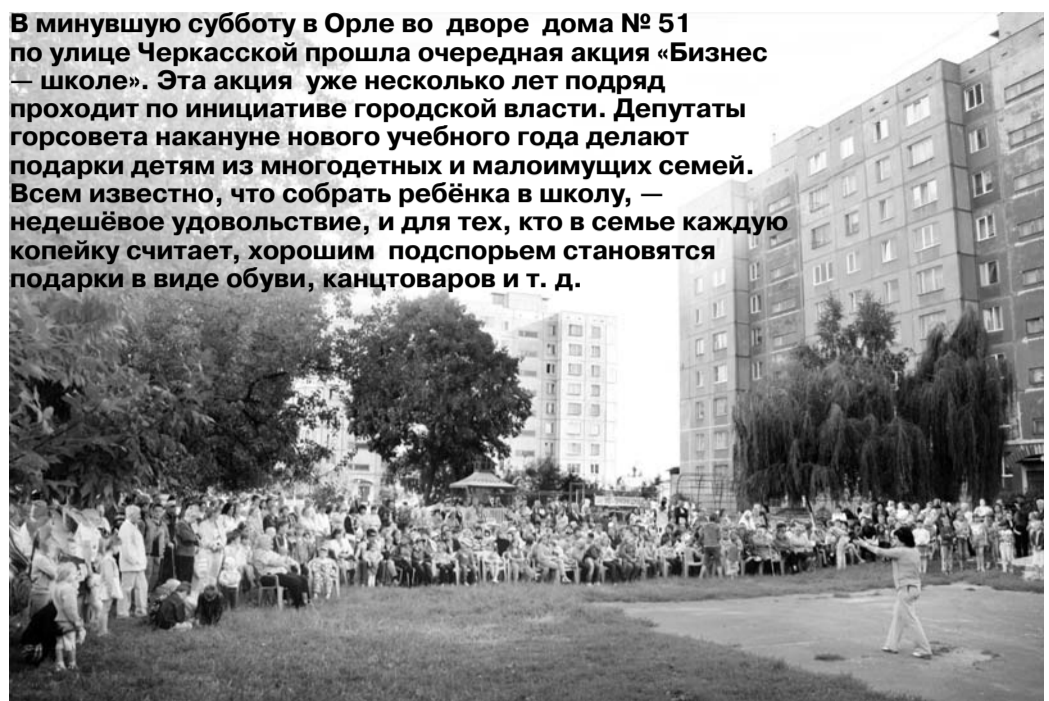 В минувшую субботу в Орле во дворе дома № 51
по улице Черкасской прошла очередная акция «Бизнес
— школе». Эта акция уже несколько лет подряд
проходит по инициативе городской власти. Депутаты
горсовета накануне нового учебного года делают
подарки детям из многодетных и малоимущих семей.
Всем известно, что собрать ребёнка в школу, —
недешёвое удовольствие, и для тех, кто в семье каждую
копейку считает, хорошим подспорьем становятся
подарки в виде обуви, канцтоваров и т. д.